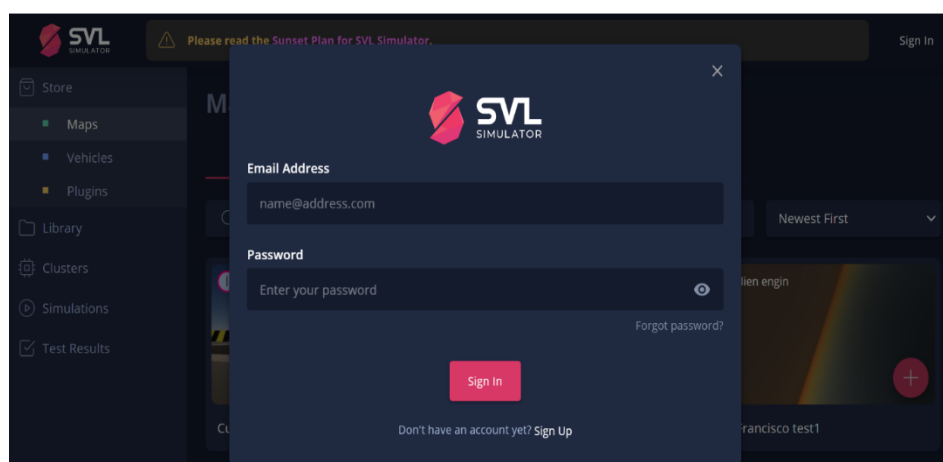 SVL
SIMULATOR
Please read the Sunset Plan for SVL Simulator.
Sign In
Store
Maps
Vehicles
Plugins
Library
Clusters
Simulations
Test Results
SVL
SIMULATOR
Email Address
name@address.com
Password
Enter your password
Forgot password?
Sign In
Don't have an account yet? Sign Up
Newest First
test1